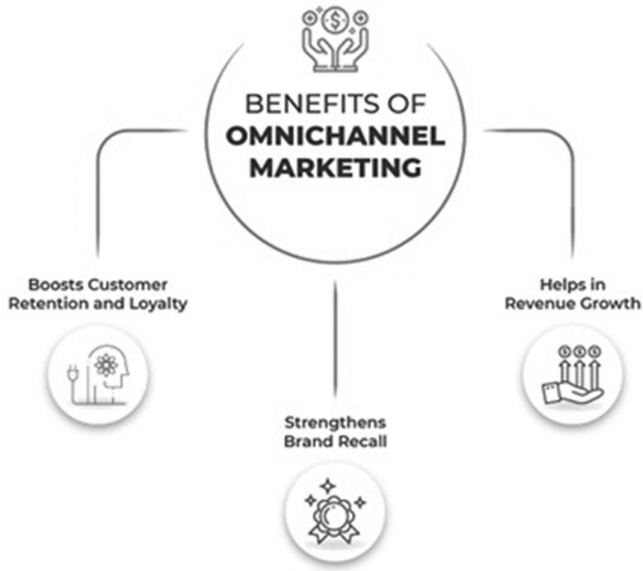 BENEFITS OF
OMNICHANNEL
MARKETING
Boosts Customer
Retention and Loyalty
Helps in
Revenue Growth
Strengthens
Brand Recall